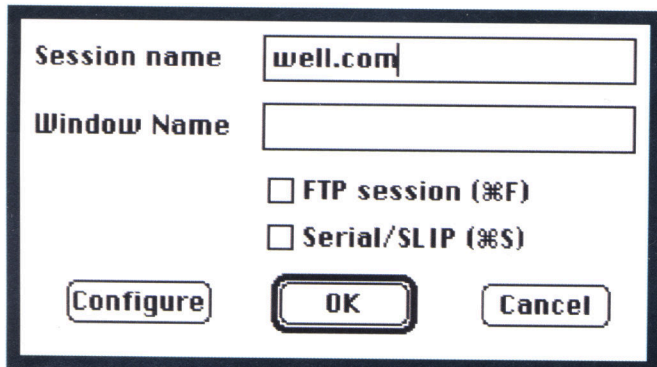 Session name well.com
Window Name
FTP session (⌘F)
Serial/SLIP (⌘S)
Configure OK Cancel